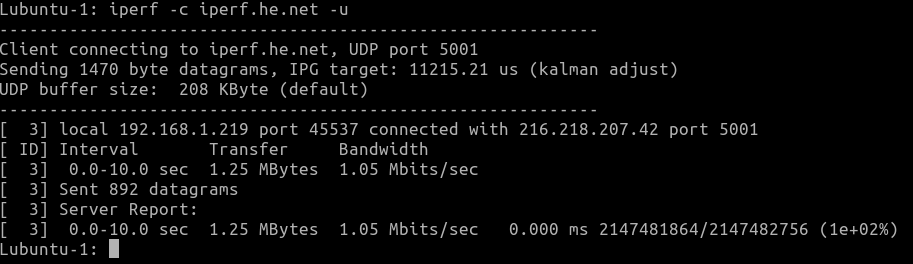 Lubuntu-1: iperf -c iperf.he.net -u
------------------------------------------------------------
Client connecting to iperf.he.net, UDP port 5001
Sending 1470 byte datagrams, IPG target: 11215.21 us (kalman adjust)
UDP buffer size:  208 KByte (default)
------------------------------------------------------------
[  3] local 192.168.1.219 port 45537 connected with 216.218.207.42 port 5001
[ ID] Interval       Transfer     Bandwidth
[  3]  0.0-10.0 sec  1.25 MBytes  1.05 Mbits/sec
[  3] Sent 892 datagrams
[  3] Server Report:
[  3]  0.0-10.0 sec  1.25 MBytes  1.05 Mbits/sec   0.000 ms 2147481864/2147482756 (1e+02%)
Lubuntu-1: